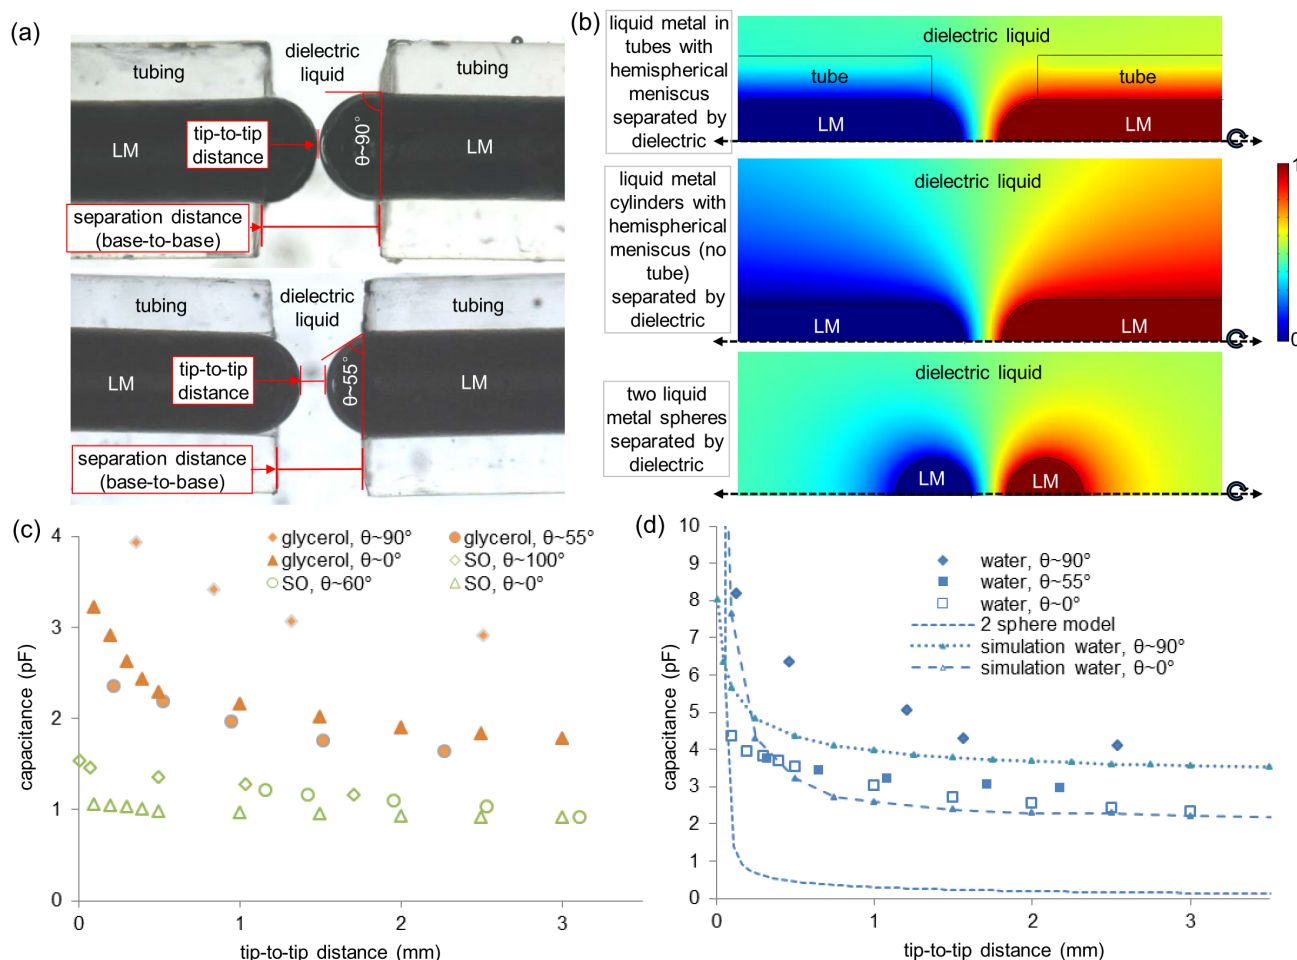 (a)
tubing
dielectric
liquid
tubing
tip-to-tip
distance
LM
θ~90°
LM
separation distance
(base-to-base)
tubing
dielectric
liquid
tubing
tip-to-tip
distance
LM
θ~55°
LM
separation distance
(base-to-base)
(b)
liquid metal in
tubes with
hemispherical
meniscus
separated by
dielectric
dielectric liquid
tube
tube
LM
LM
liquid metal
cylinders with
hemispherical
meniscus (no
tube)
separated by
dielectric
dielectric liquid
LM
LM
1
0
two liquid
metal spheres
separated by
dielectric
dielectric liquid
LM
LM
(c)
glycerol, θ~90°
glycerol, θ~55°
glycerol, θ~0°
SO, θ~100°
SO, θ~60°
SO, θ~0°
capacitance (pF)
4
3
2
1
0
0
1
2
3
tip-to-tip distance (mm)
(d)
water, θ~90°
water, θ~55°
water, θ~0°
2 sphere model
simulation water, θ~90°
simulation water, θ~0°
capacitance (pF)
10
9
8
7
6
5
4
3
2
1
0
0
1
2
3
tip-to-tip distance (mm)